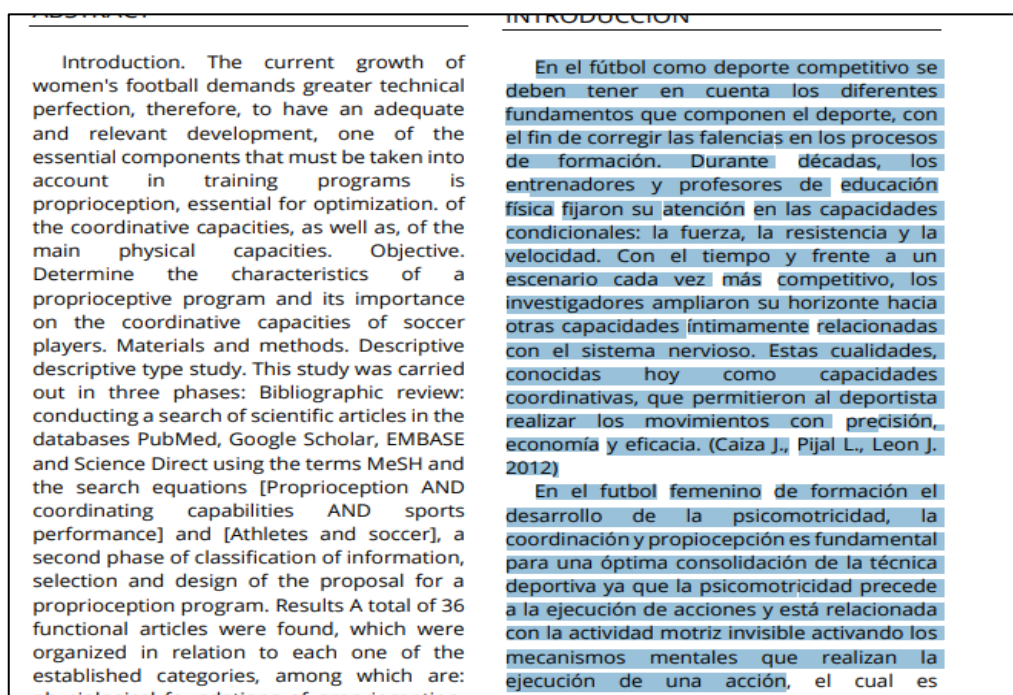 ABSTRACT
Introduction. The current growth of
women's football demands greater technical
perfection, therefore, to have an adequate
and relevant development, one of the
essential components that must be taken into
account in training programs is
proprioception, essential for optimization. of
the coordinative capacities, as well as, of the
main physical capacities. Objective.
Determine the characteristics of a
proprioceptive program and its importance
on the coordinative capacities of soccer
players. Materials and methods. Descriptive
descriptive type study. This study was carried
out in three phases: Bibliographic review:
conducting a search of scientific articles in the
databases PubMed, Google Scholar, EMBASE
and Science Direct using the terms MeSH and
the search equations [Proprioception AND
coordinating capabilities AND sports
performance] and [Athletes and soccer], a
second phase of classification of information,
selection and design of the proposal for a
proprioception program. Results A total of 36
functional articles were found, which were
organized in relation to each one of the
established categories, among which are:
INTRODUCCIÓN
En el fútbol como deporte competitivo se
deben tener en cuenta los diferentes
fundamentos que componen el deporte, con
el fin de corregir las falencias en los procesos
de formación. Durante décadas, los
entrenadores y profesores de educación
física fijaron su atención en las capacidades
condicionales: la fuerza, la resistencia y la
velocidad. Con el tiempo y frente a un
escenario cada vez más competitivo, los
investigadores ampliaron su horizonte hacia
otras capacidades íntimamente relacionadas
con el sistema nervioso. Estas cualidades,
conocidas hoy como capacidades
coordinativas, que permitieron al deportista
realizar los movimientos con precisión,
economía y eficacia. (Caiza J., Pijal L., Leon J.
2012)
En el futbol femenino de formación el
desarrollo de la psicomotricidad, la
coordinación y propiocepción es fundamental
para una óptima consolidación de la técnica
deportiva ya que la psicomotricidad precede
a la ejecución de acciones y está relacionada
con la actividad motriz invisible activando los
mecanismos mentales que realizan la
ejecución de una acción, el cual es